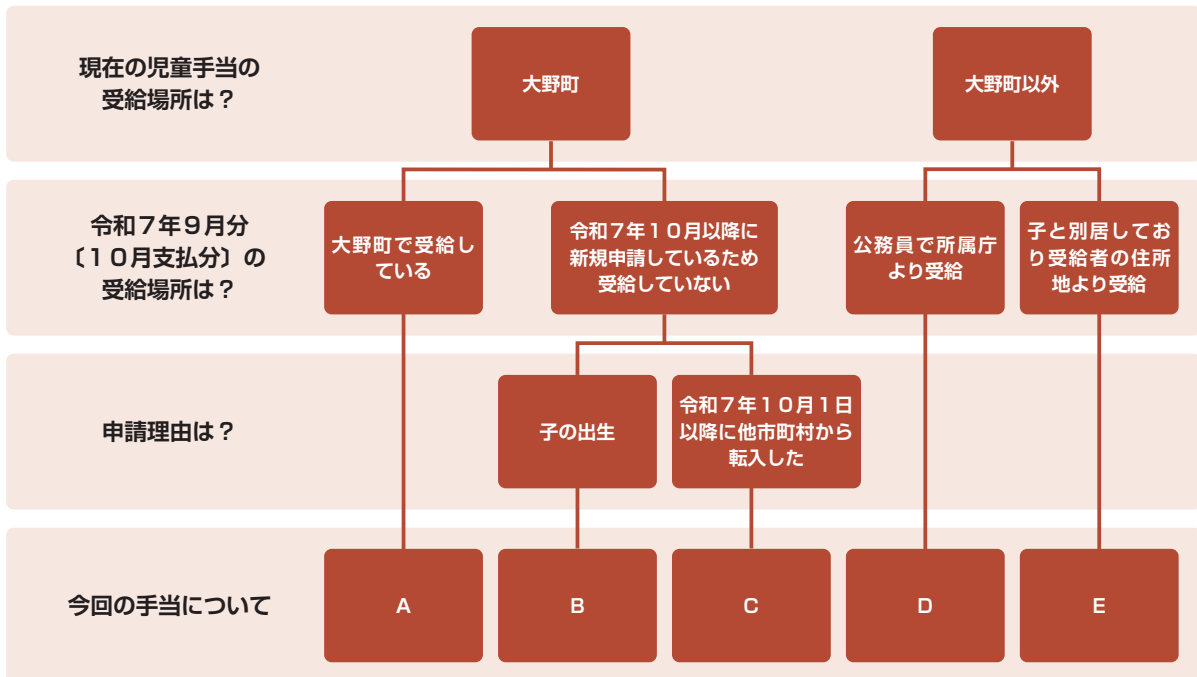 現在の児童手当の
受給場所は？
大野町
大野町以外
令和７年９月分
〔１０月支払分〕の
受給場所は？
大野町で受給し
ている
令和７年１０月以降に
新規申請しているため
受給していない
公務員で所属庁
より受給
子と別居してお
り受給者の住所
地より受給
申請理由は？
子の出生
令和７年１０月１日
以降に他市町村から
転入した
今回の手当について
A
B
C
D
E